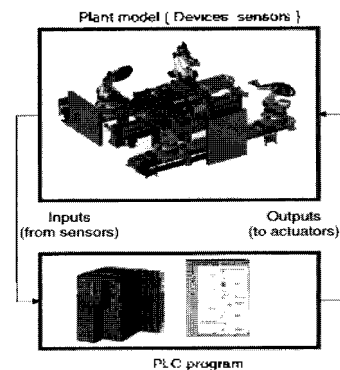 Plant model ( Devices sensors )
Inputs
(from sensors)
Outputs
(to actuators)
PLC program